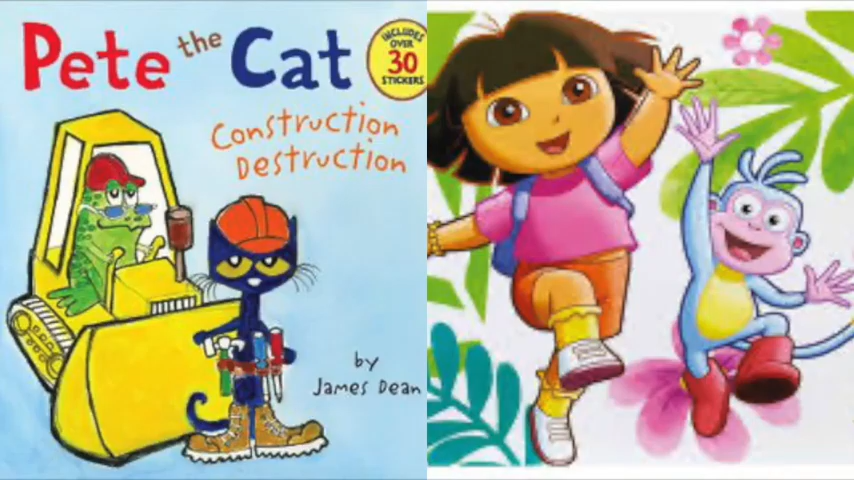 Pete the Cat
INCLUDES
OVER
30
STICKERS
Construction
Destruction
by
James Dean